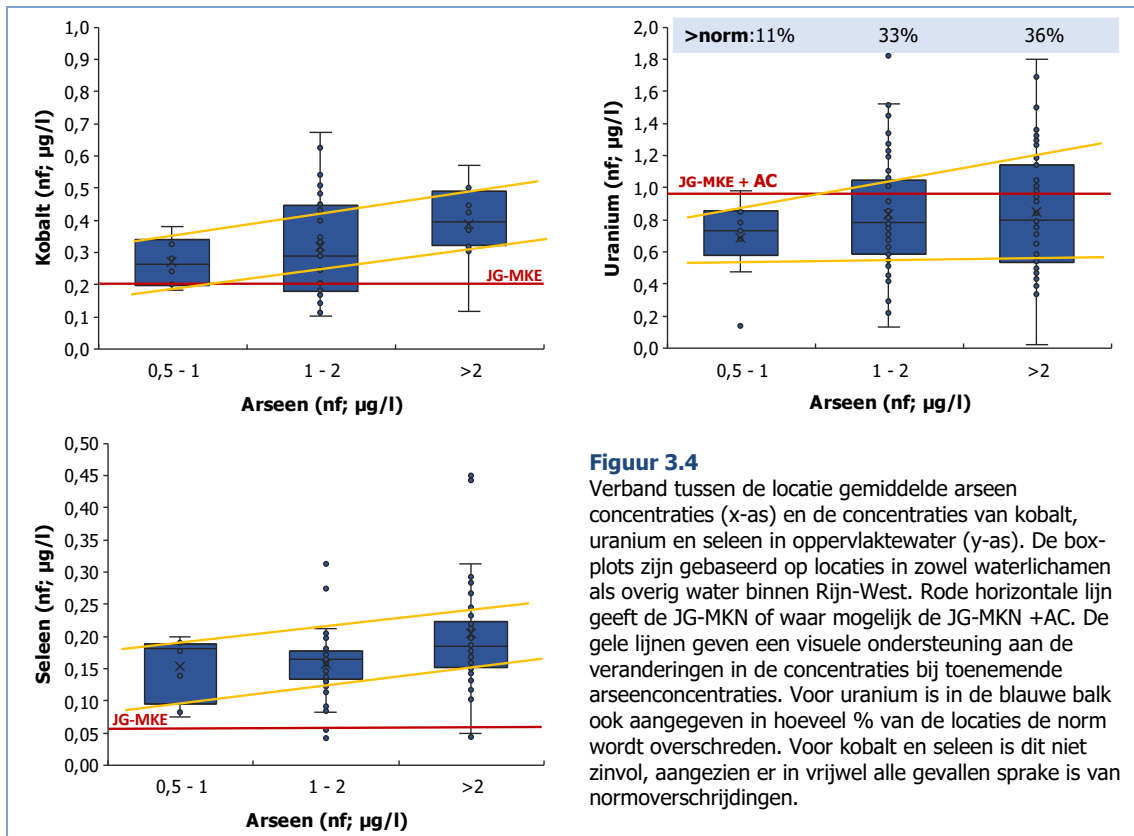 1,0
0,9
0,8
0,7
0,6
0,5
0,4
0,3
0,2
0,1
0,0
Kobalt (nf; µg/l)
JG-MKE
0,5 - 1
1 - 2
>2
Arseen (nf; µg/l)
>norm:11% 33% 36%
2,0
1,8
1,6
1,4
1,2
1,0
0,8
0,6
0,4
0,2
0,0
Uranium (nf; µg/l)
JG-MKE + AC
0,5 - 1
1 - 2
>2
Arseen (nf; µg/l)
0,50
0,45
0,40
0,35
0,30
0,25
0,20
0,15
0,10
0,05
0,00
Seleen (nf; µg/l)
JG-MKE
0,5 - 1
1 - 2
>2
Arseen (nf; µg/l)
Figuur 3.4
Verband tussen de locatie gemiddelde arseen
concentraties (x-as) en de concentraties van kobalt,
uranium en seleen in oppervlaktewater (y-as). De box-
plots zijn gebaseerd op locaties in zowel waterlichamen
als overig water binnen Rijn-West. Rode horizontale lijn
geeft de JG-MKN of waar mogelijk de JG-MKN +AC. De
gele lijnen geven een visuele ondersteuning aan de
veranderingen in de concentraties bij toenemende
arseenconcentraties. Voor uranium is in de blauwe balk
ook aangegeven in hoeveel % van de locaties de norm
wordt overschreden. Voor kobalt en seleen is dit niet
zinvol, aangezien er in vrijwel alle gevallen sprake is van
normoverschrijdingen.